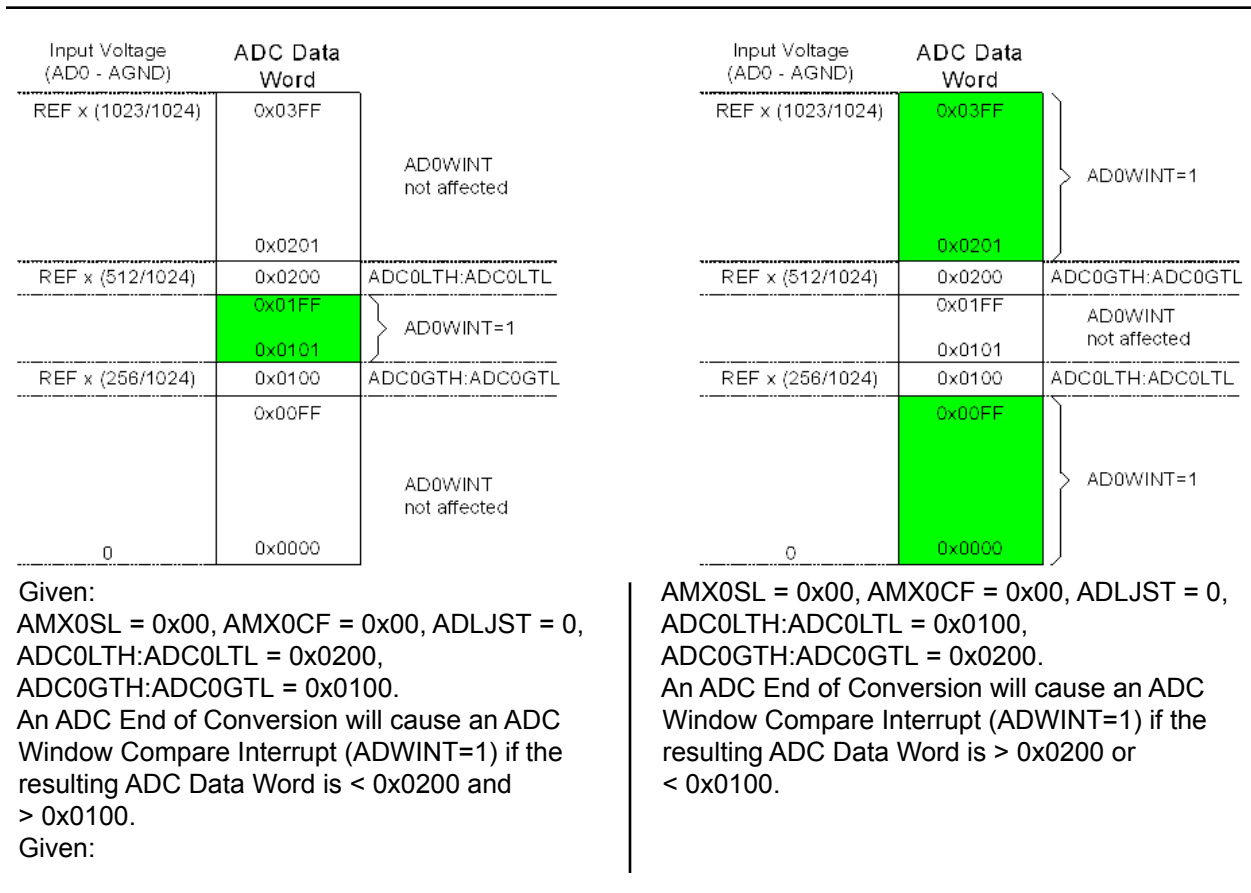 Input Voltage
(AD0 - AGND)
ADC Data
Word
REF x (1023/1024)
0x03FF
AD0WINT
not affected
0x0201
REF x (512/1024)
0x0200
ADC0LTH:ADC0LTL
0x01FF
AD0WINT=1
0x0101
REF x (256/1024)
0x0100
ADC0GTH:ADC0GTL
0x00FF
AD0WINT
not affected
0
0x0000
Given:
AMX0SL = 0x00, AMX0CF = 0x00, ADLJST = 0,
ADC0LTH:ADC0LTL = 0x0200,
ADC0GTH:ADC0GTL = 0x0100.
An ADC End of Conversion will cause an ADC
Window Compare Interrupt (ADWINT=1) if the
resulting ADC Data Word is < 0x0200 and
> 0x0100.
Given:
Input Voltage
(AD0 - AGND)
ADC Data
Word
REF x (1023/1024)
0x03FF
AD0WINT=1
0x0201
REF x (512/1024)
0x0200
ADC0GTH:ADC0GTL
0x01FF
AD0WINT
not affected
0x0101
REF x (256/1024)
0x0100
ADC0LTH:ADC0LTL
0x00FF
AD0WINT=1
0
0x0000
AMX0SL = 0x00, AMX0CF = 0x00, ADLJST = 0,
ADC0LTH:ADC0LTL = 0x0100,
ADC0GTH:ADC0GTL = 0x0200.
An ADC End of Conversion will cause an ADC
Window Compare Interrupt (ADWINT=1) if the
resulting ADC Data Word is > 0x0200 or
< 0x0100.